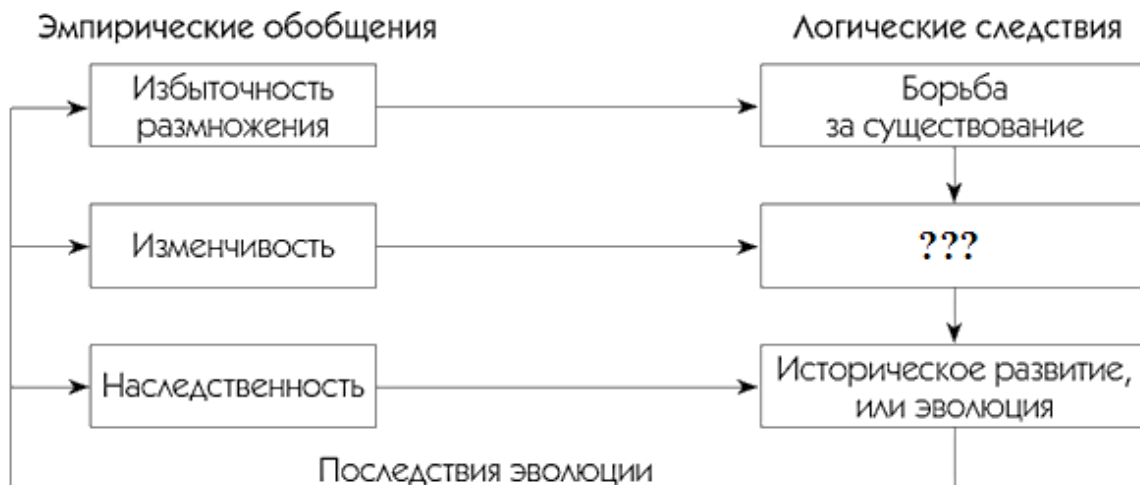 Эмпирические обобщения
Логические следствия
Избыточность
размножения
Борьба
за существование
Изменчивость
???
Наследственность
Историческое развитие,
или эволюция
Последствия эволюции